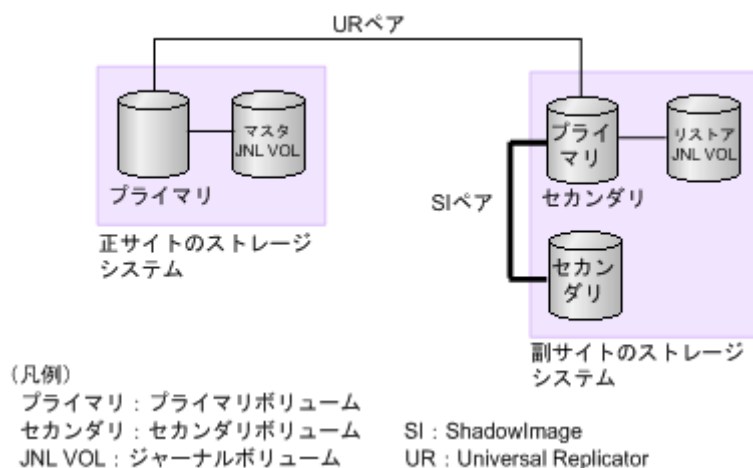 URペア
マスタ
JNL VOL
プライマリ
正サイトのストレージ
システム
プライ
マリ
リストア
JNL VOL
セカンダリ
SIペア
セカン
ダリ
副サイトのストレージ
システム
(凡例)
プライマリ：プライマリボリューム
セカンダリ：セカンダリボリューム
JNL VOL：ジャーナルボリューム
SI：ShadowImage
UR：Universal Replicator